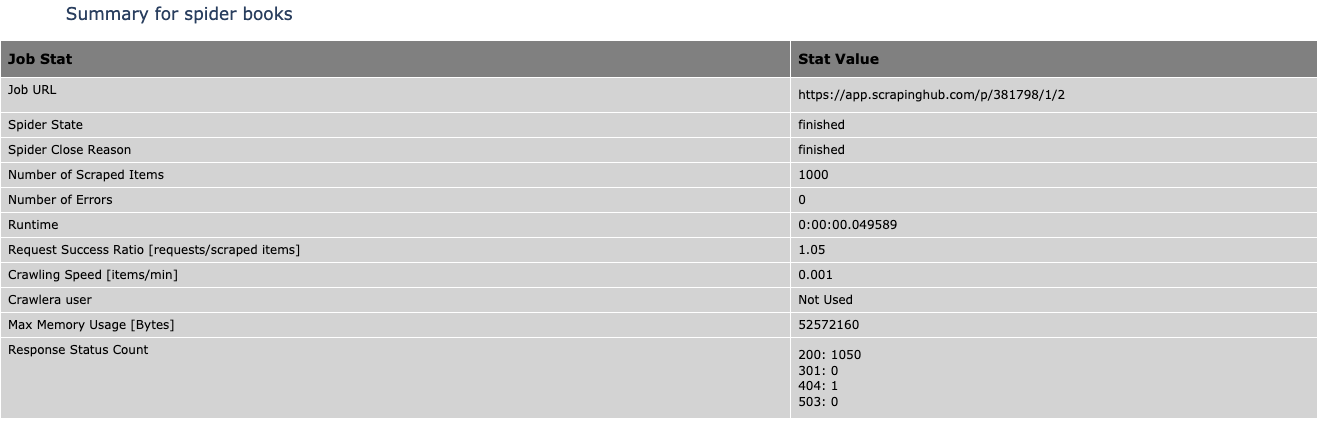 Summary for spider books
Job Stat Stat Value
Job URL https://app.scrapinghub.com/p/381798/1/2
Spider State finished
Spider Close Reason finished
Number of Scraped Items 1000
Number of Errors 0
Runtime 0:00:00.049589
Request Success Ratio [requests/scraped items] 1.05
Crawling Speed [items/min] 0.001
Crawlera user Not Used
Max Memory Usage [Bytes] 52572160
Response Status Count 200: 1050
301: 0
404: 1
503: 0